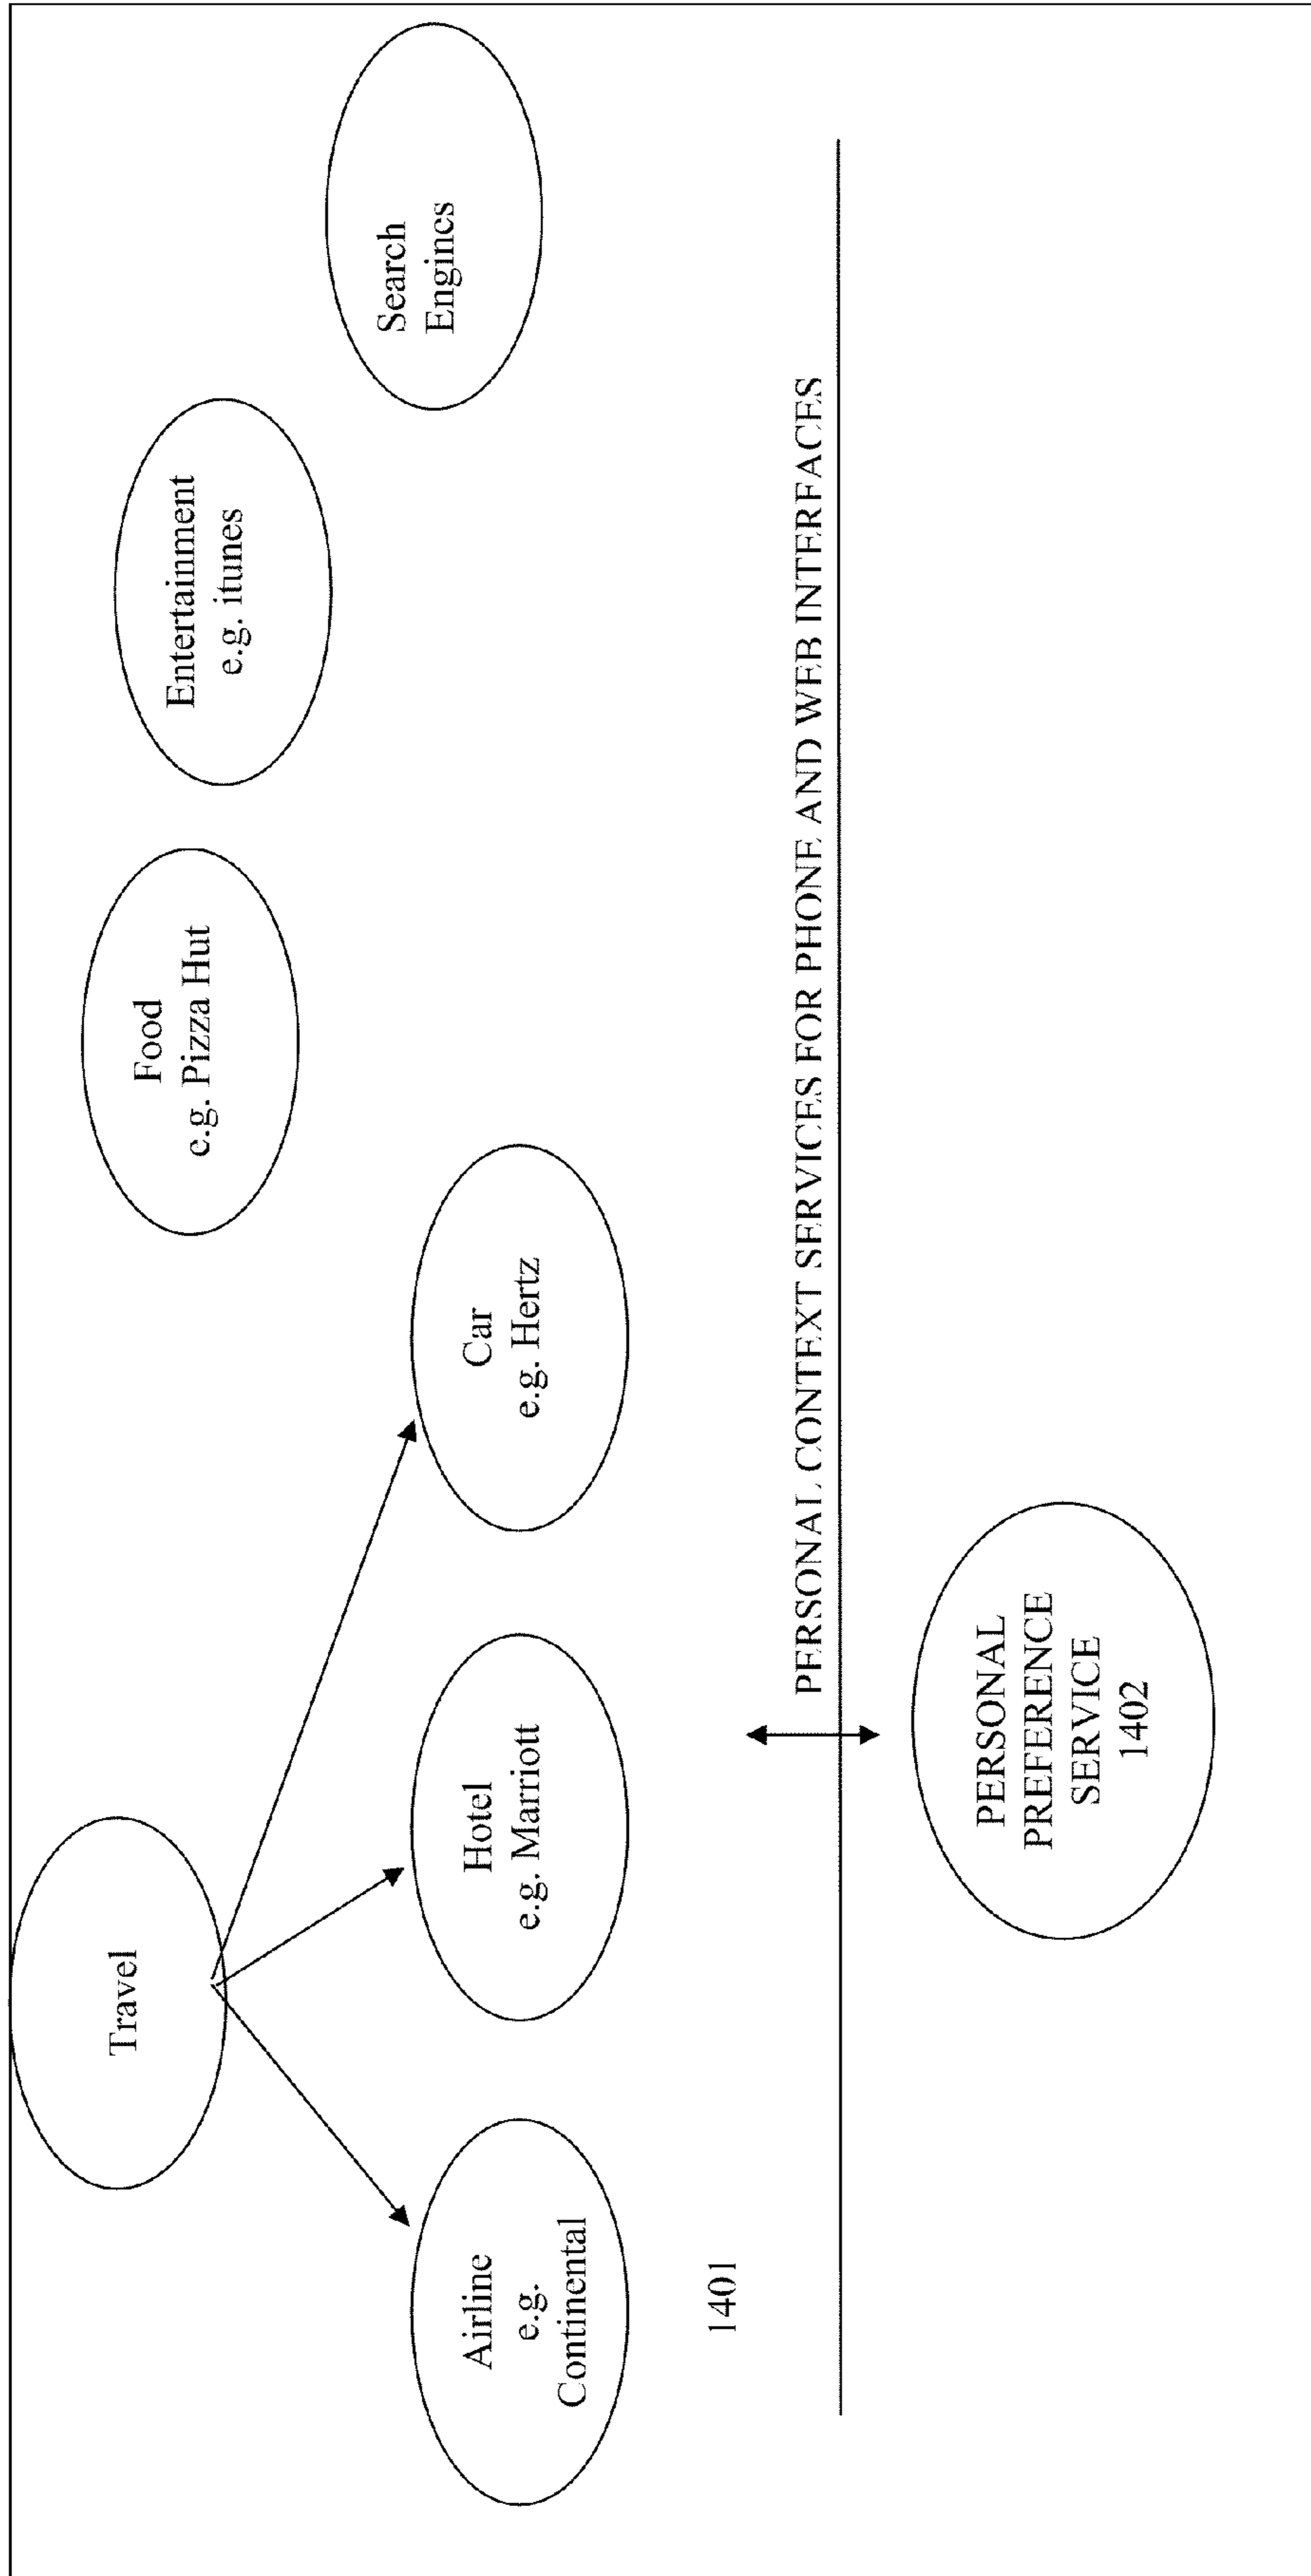 Travel
Food
e.g. Pizza Hut
Entertainment
e.g. itunes
Search
Engines
Airline
e.g.
Continental
Hotel
e.g. Marriott
Car
e.g. Hertz
1401
PERSONAL CONTEXT SERVICES FOR PHONE AND WEB INTERFACES
PERSONAL
PREFERENCE
SERVICE
1402